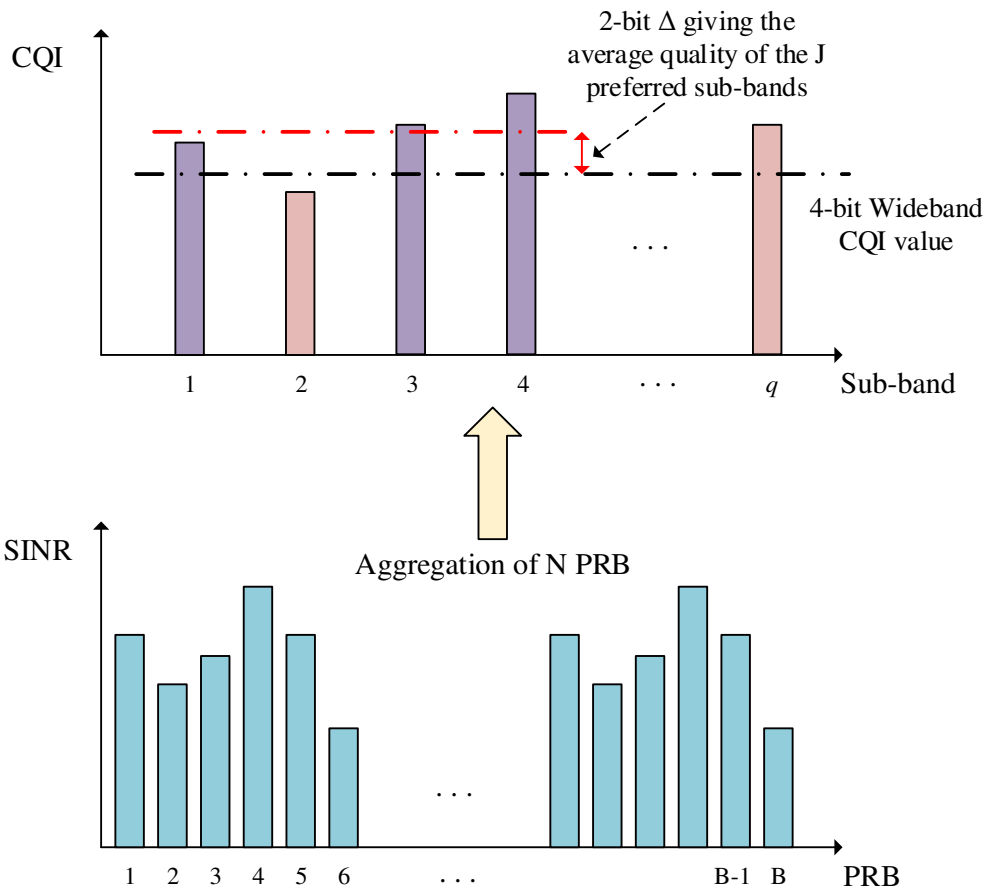 2-bit Δ giving the
average quality of the J
preferred sub-bands
CQI
4-bit Wideband
CQI value
. . .
1 2 3 4 . . . q Sub-band
SINR
Aggregation of N PRB
. . .
1 2 3 4 5 6 . . . B-1 B PRB